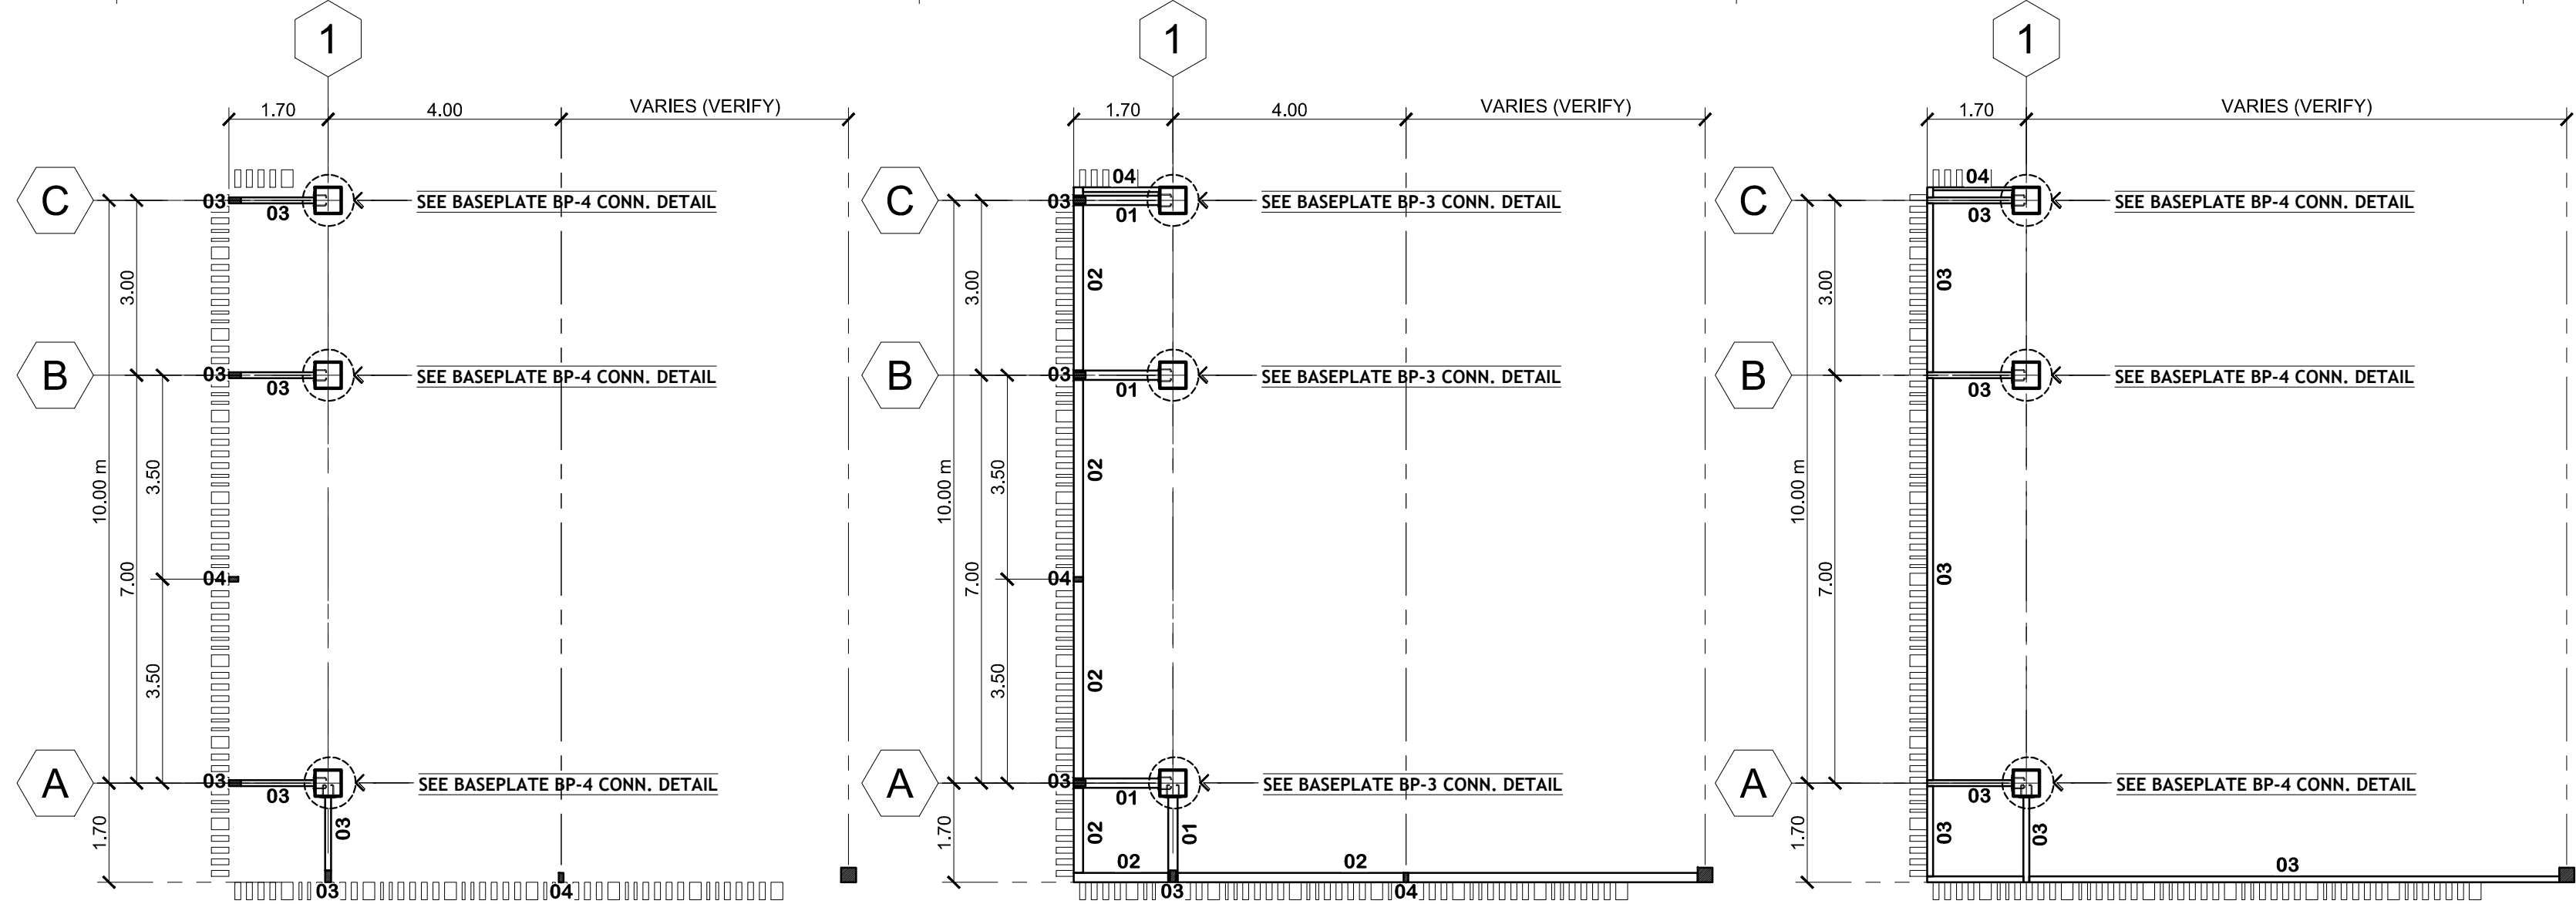 1
1
1
1.70
4.00
VARIES (VERIFY)
1.70
4.00
VARIES (VERIFY)
1.70
VARIES (VERIFY)
C
03
03
SEE BASEPLATE BP-4 CONN. DETAIL
C
04
03
01
SEE BASEPLATE BP-3 CONN. DETAIL
C
04
03
SEE BASEPLATE BP-4 CONN. DETAIL
3.00
3.00
02
3.00
03
B
03
03
SEE BASEPLATE BP-4 CONN. DETAIL
B
03
01
SEE BASEPLATE BP-3 CONN. DETAIL
B
03
SEE BASEPLATE BP-4 CONN. DETAIL
10.00 m
3.50
10.00 m
3.50
02
10.00 m
7.00
04
7.00
04
7.00
03
3.50
3.50
02
A
03
03
SEE BASEPLATE BP-4 CONN. DETAIL
A
03
01
SEE BASEPLATE BP-3 CONN. DETAIL
A
03
SEE BASEPLATE BP-4 CONN. DETAIL
1.70
03
1.70
02
01
1.70
03
03
02
02
03
03
04
03
04